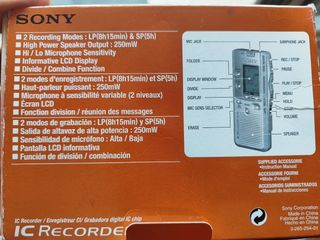 SONY
■ 2 Recording Modes : LP(8h15min) & SP(5h)
■ High Power Speaker Output : 250mW
■ Hi / Lo Microphone Sensitivity
■ Informative LCD Display
■ Divide / Combine Function
■ 2 modes d'enregistrement : LP(8h15min) et SP(5h)
■ Haut-parleur puissant : 250mW
■ Microphone à sensibilité variable (2 niveaux)
■ Écran LCD
■ Fonction division / réunion des messages
■ 2 modos de grabación : LP(8h 15min) y SP(5h)
■ Salida de altavoz de alta potencia : 250mW
■ Sensibilidad del micrófono : Alta / Baja
■ Pantalla LCD informativa
■ Función de división / combinación
MIC JACK
EARPHONE JACK
FOLDER
REC / STOP
PAUSE
DISPLAY WINDOW
PLAY / STOP
DIVIDE
DISPLAY
MENU
MIC SENS SELECTOR
HOLD
STOP
VOLUME
ERASE
SPEAKER
SUPPLIED ACCESSORIE
•Instruction Manual
ACCESSOIRE FOURNI
•Mode d'emploi
ACCESORIOS SUMINISTRADOS
•Manual de instrucciones
IC Recorder / Enregistreur IC/ Grabadora digital IC chip
IC RECORDE
Sony Corporation
Made in China
Fabriqué en Chine
Hecho en China